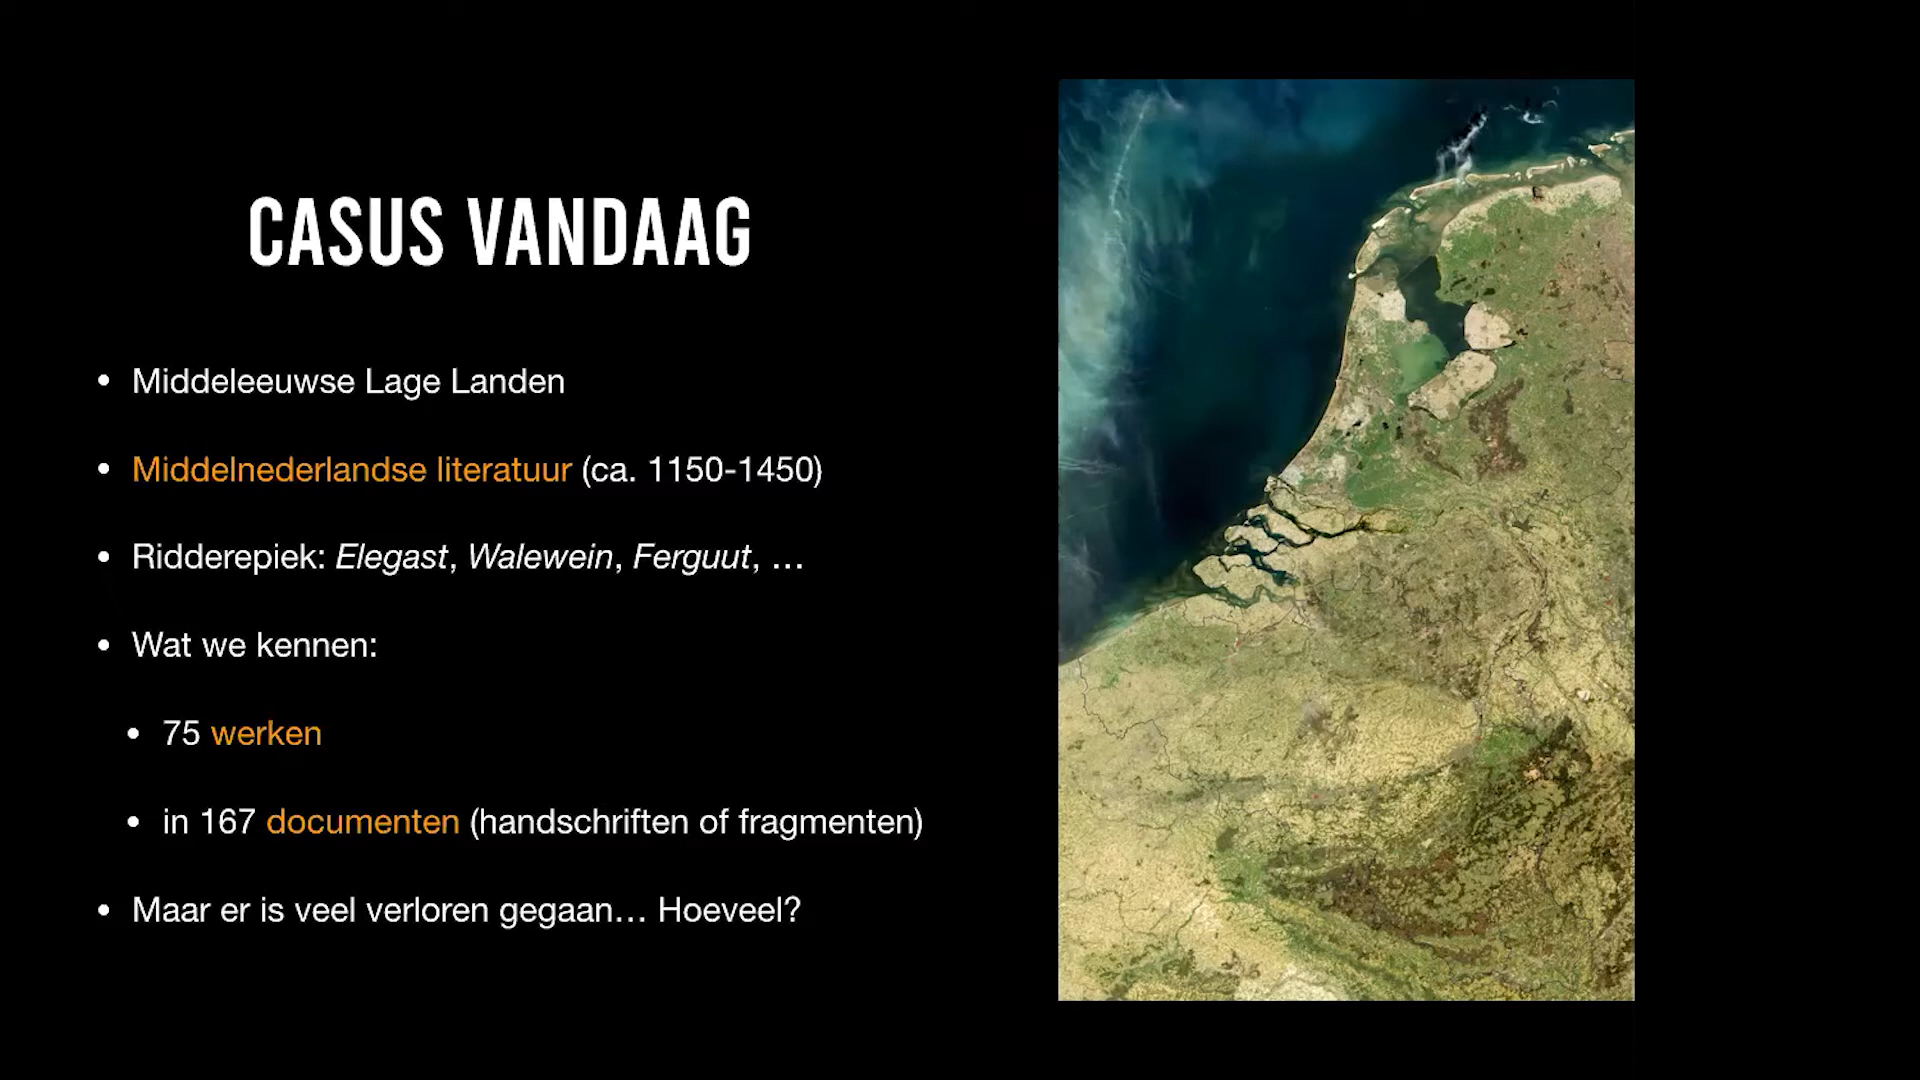 CASUS VANDAAG
• Middeleeuwse Lage Landen
• Middelnederlandse literatuur (ca. 1150-1450)
• Ridderepiek: Elegast, Walewein, Ferguut, …
• Wat we kennen:
• 75 werken
• in 167 documenten (handschriften of fragmenten)
• Maar er is veel verloren gegaan… Hoeveel?